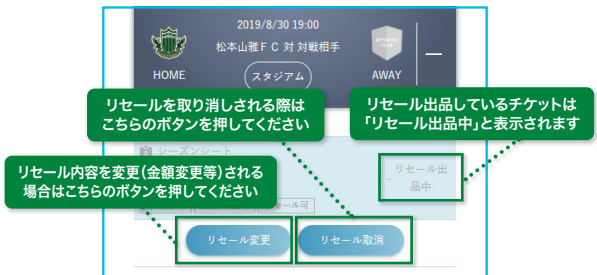 2019/8/30 19:00
松本山雅ＦＣ 対 対戦相手
HOME
スタジアム
AWAY
リセールを取り消しされる際は
こちらのボタンを押してください
リセール出品しているチケットは
「リセール出品中」と表示されます
シーズンシート
リセール出
品中
リセール内容を変更（金額変更等）される
場合はこちらのボタンを押してください
リセール変更
リセール取消